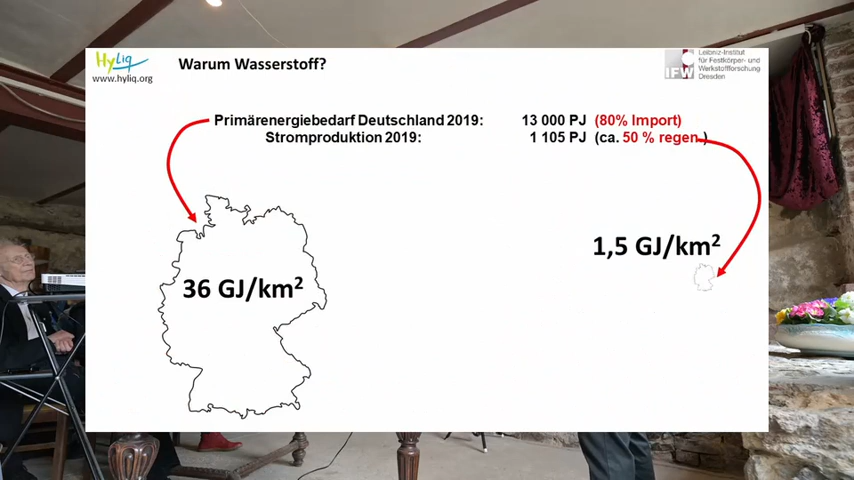 HyLiq
www.hyliq.org
Warum Wasserstoff?
IFW
Leibniz-Institut
für Festkörper- und
Werkstoffforschung
Dresden
Primärenergiebedarf Deutschland 2019: 13 000 PJ (80% Import)
Stromproduktion 2019: 1 105 PJ (ca. 50 % regen.)
1,5 GJ/km²
36 GJ/km²